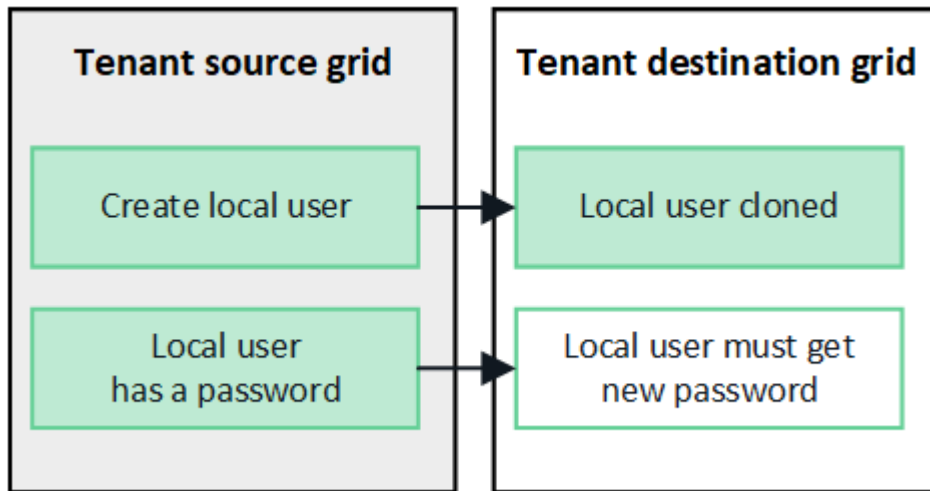 Tenant source grid
Create local user
Local user
has a password
Tenant destination grid
Local user cloned
Local user must get
new password